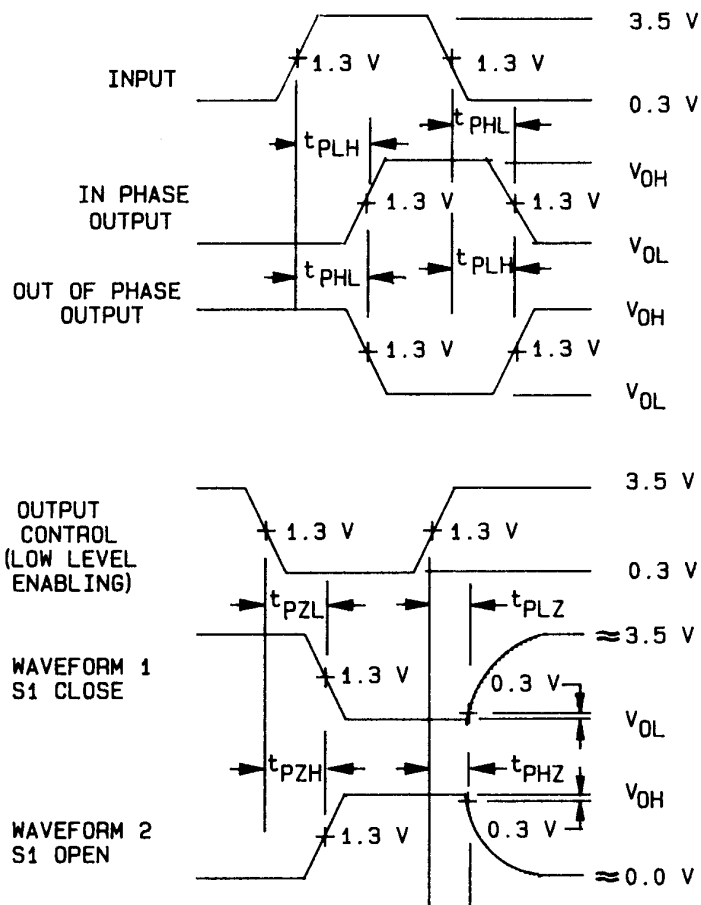 3.5 V
INPUT
1.3 V
1.3 V
0.3 V
tPHL
tPLH
VOH
IN PHASE
OUTPUT
1.3 V
1.3 V
VOL
tPHL
tPLH
OUT OF PHASE
OUTPUT
VOH
1.3 V
1.3 V
VOL
3.5 V
OUTPUT
CONTROL
(LOW LEVEL
ENABLING)
1.3 V
1.3 V
0.3 V
tPZL
tPLZ
≈3.5 V
WAVEFORM 1
S1 CLOSE
1.3 V
0.3 V
VOL
tPZH
tPHZ
VOH
WAVEFORM 2
S1 OPEN
1.3 V
0.3 V
≈0.0 V